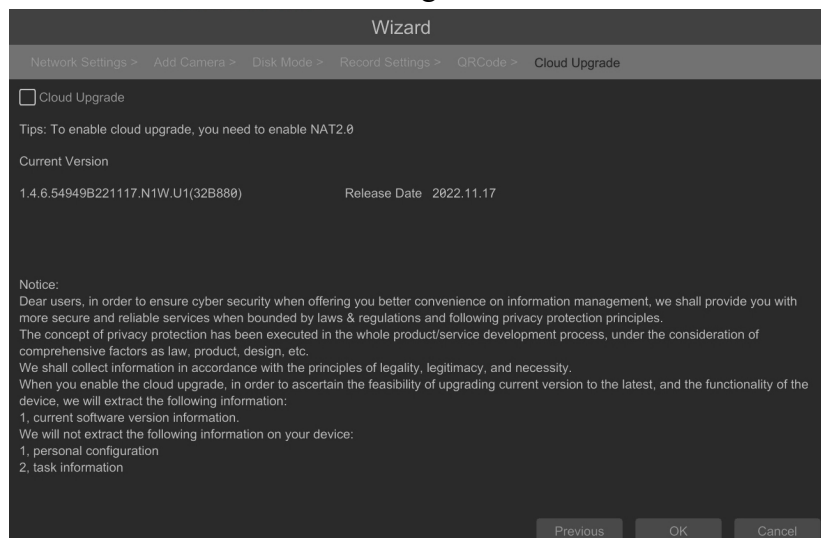 Wizard
Network Settings > Add Camera > Disk Mode > Record Settings > QRCode > Cloud Upgrade
Cloud Upgrade
Tips: To enable cloud upgrade, you need to enable NAT2.0
Current Version
1.4.6.54949B221117.N1W.U1(32B880) Release Date 2022.11.17
Notice:
Dear users, in order to ensure cyber security when offering you better convenience on information management, we shall provide you with
more secure and reliable services when bounded by laws & regulations and following privacy protection principles.
The concept of privacy protection has been executed in the whole product/service development process, under the consideration of
comprehensive factors as law, product, design, etc.
We shall collect information in accordance with the principles of legality, legitimacy, and necessity.
When you enable the cloud upgrade, in order to ascertain the feasibility of upgrading current version to the latest, and the functionality of the
device, we will extract the following information:
1, current software version information.
We will not extract the following information on your device:
1, personal configuration
2, task information
Previous OK Cancel